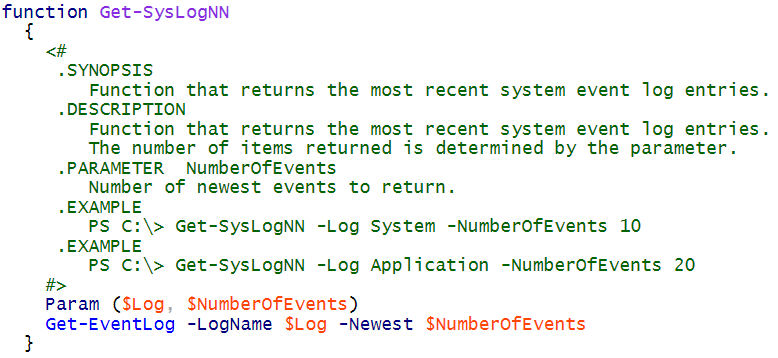 function Get-SysLogNN
{
<#
.SYNOPSIS
Function that returns the most recent system event log entries.
.DESCRIPTION
Function that returns the most recent system event log entries.
The number of items returned is determined by the parameter.
.PARAMETER  NumberOfEvents
Number of newest events to return.
.EXAMPLE
PS C:\> Get-SysLogNN -Log System -NumberOfEvents 10
.EXAMPLE
PS C:\> Get-SysLogNN -Log Application -NumberOfEvents 20
#>
Param ($Log, $NumberOfEvents)
Get-EventLog -LogName $Log -Newest $NumberOfEvents
}